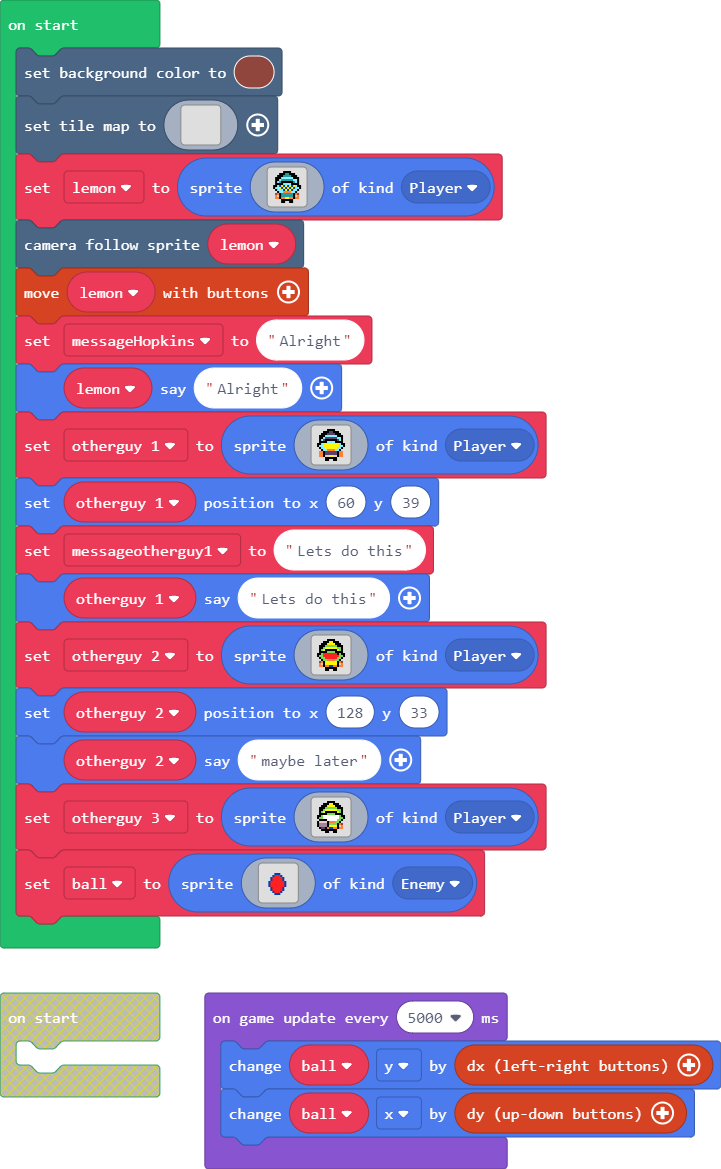 on start
set background color to
set tile map to
set lemon to sprite of kind Player
camera follow sprite lemon
move lemon with buttons
set messageHopkins to "Alright"
lemon say "Alright"
set otherguy 1 to sprite of kind Player
set otherguy 1 position to x 60 y 39
set messageotherguy1 to "Lets do this"
otherguy 1 say "Lets do this"
set otherguy 2 to sprite of kind Player
set otherguy 2 position to x 128 y 33
otherguy 2 say "maybe later"
set otherguy 3 to sprite of kind Player
set ball to sprite of kind Enemy
on start
on game update every 5000 ms
change ball y by dx (left-right buttons)
change ball x by dy (up-down buttons)